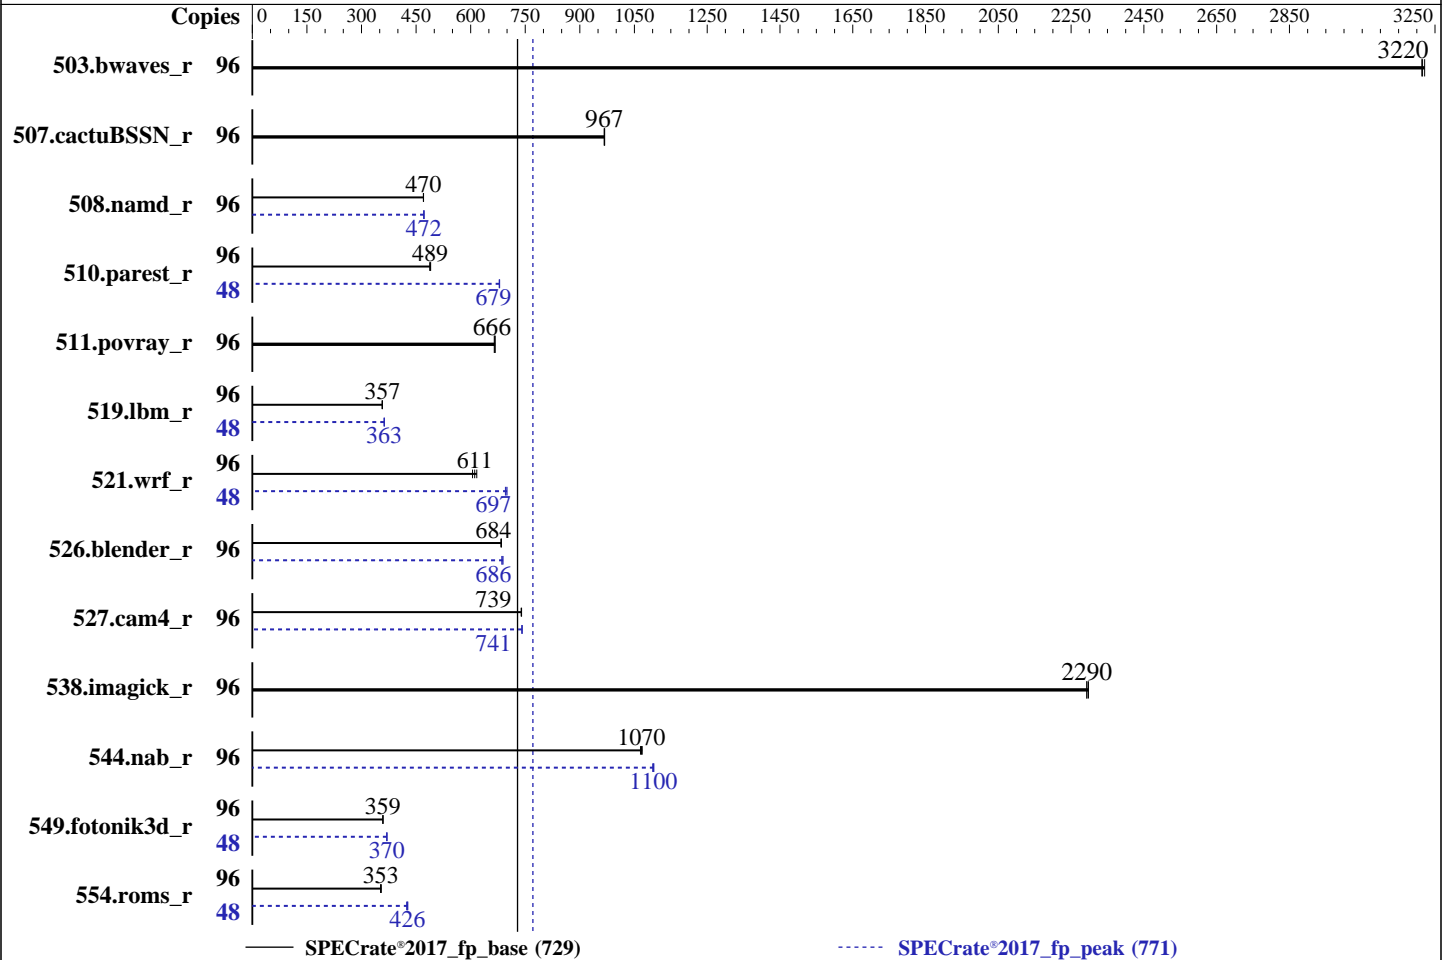 Copies 0 150 300 450 600 750 900 1050 1250 1450 1650 1850 2050 2250 2450 2650 2850 3250
503.bwaves_r 96 3220
507.cactuBSSN_r 96 967
508.namd_r 96 470
472
510.parest_r 96 489
48 679
511.povray_r 96 666
519.lbm_r 96 357
48 363
521.wrf_r 96 611
48 697
526.blender_r 96 684
686
527.cam4_r 96 739
741
538.imagick_r 96 2290
544.nab_r 96 1070
1100
549.fotonik3d_r 96 359
48 370
554.roms_r 96 353
48 426
SPECrate®2017_fp_base (729) SPECrate®2017_fp_peak (771)